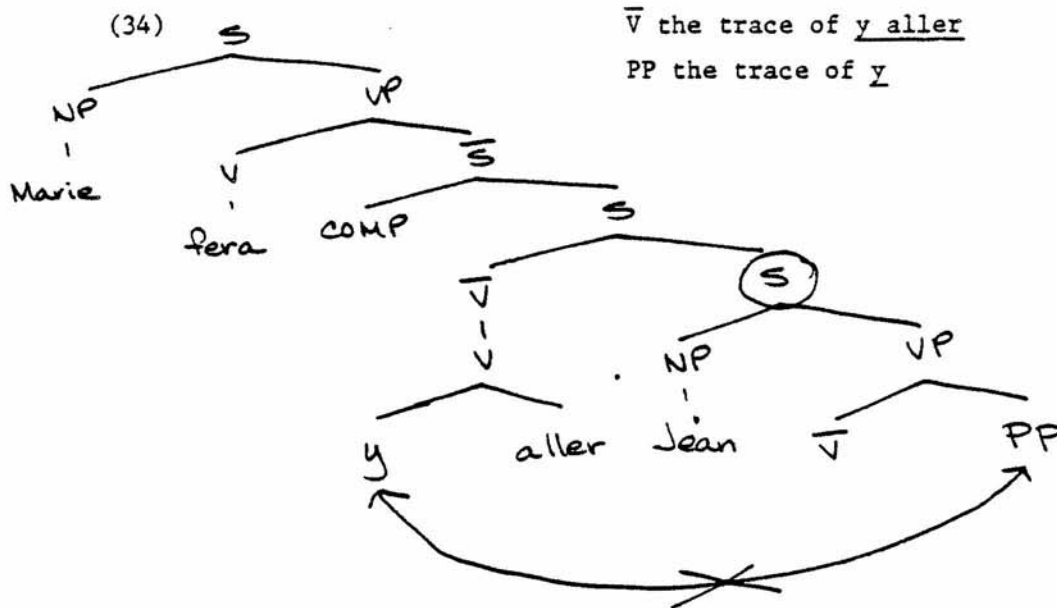 (34)
V̅ the trace of y aller
PP the trace of y
S
NP VP
Marie V S̅
fera COMP S
V̅ S
V NP VP
y aller Jean V̅ PP